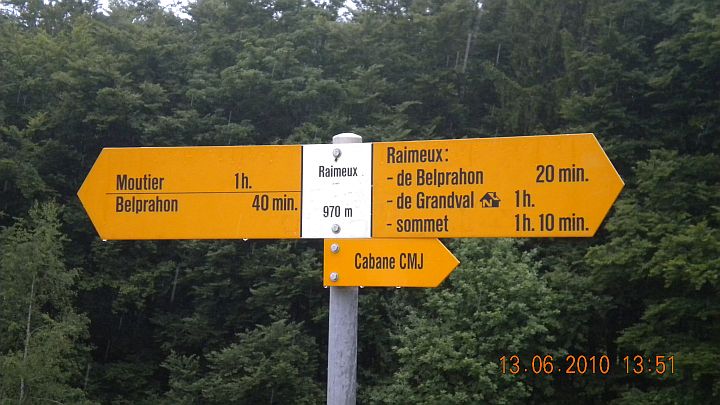 Moutier 1h.
Belprahon 40 min.
Raimeux
970 m
Raimeux:
- de Belprahon 20 min.
- de Grandval 1h.
- sommet 1h. 10 min.
Cabane CMJ
13.06.2010 13:51